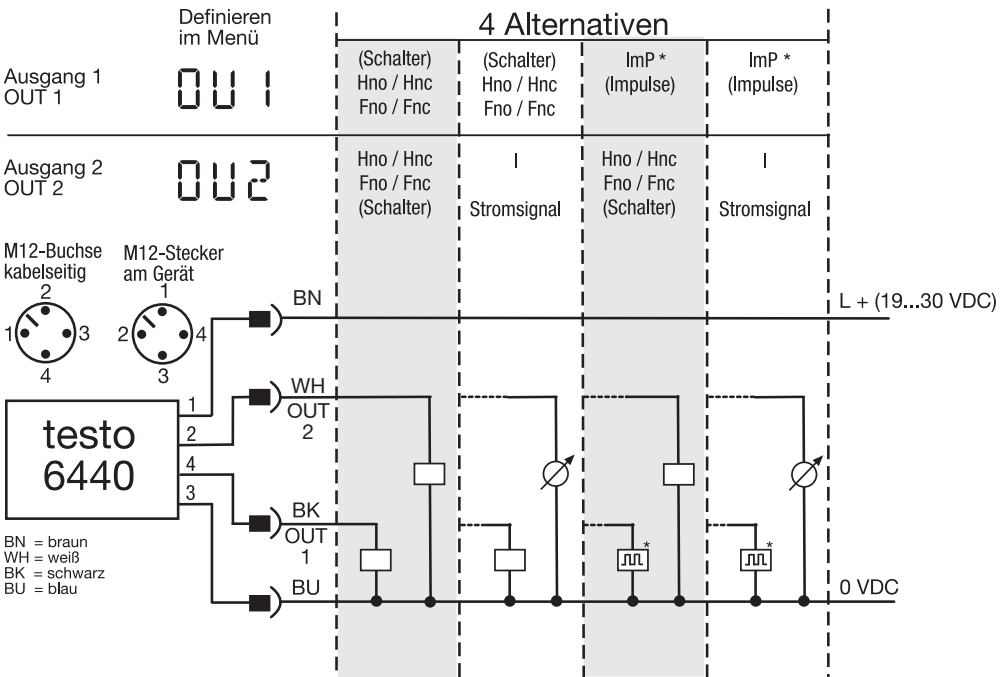 Definieren
im Menü
4 Alternativen
Ausgang 1
OUT 1
OU1
(Schalter)
Hno / Hnc
Fno / Fnc
(Schalter)
Hno / Hnc
Fno / Fnc
ImP *
(Impulse)
ImP *
(Impulse)
Ausgang 2
OUT 2
OU2
Hno / Hnc
Fno / Fnc
(Schalter)
I
Stromsignal
Hno / Hnc
Fno / Fnc
(Schalter)
I
Stromsignal
M12-Buchse
kabelseitig
2
1 3
4
M12-Stecker
am Gerät
1
2 4
3
BN
L + (19...30 VDC)
WH
OUT
2
testo
6440
1
2
4
3
BK
OUT
1
* *
BU
0 VDC
BN = braun
WH = weiß
BK = schwarz
BU = blau